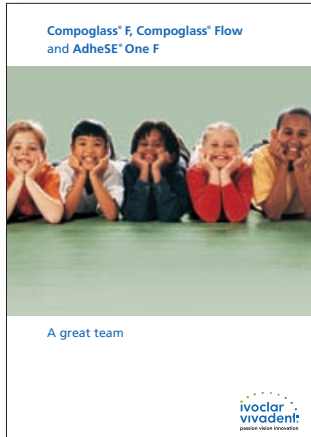 Compoglass® F, Compoglass® Flow
and AdheSE® One F
A great team
ivoclar
vivadent:
passion vision innovation